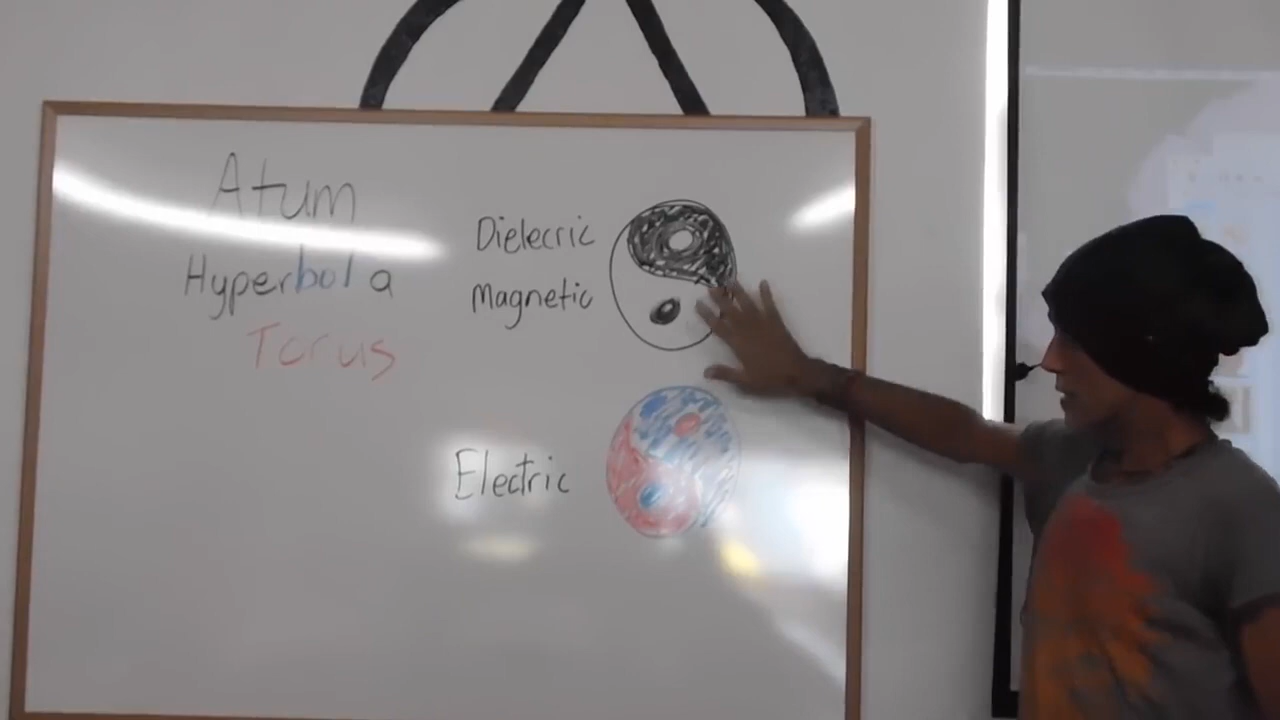 Atum
Hyperbola
Torus
Dielecric
Magnetic
Electric